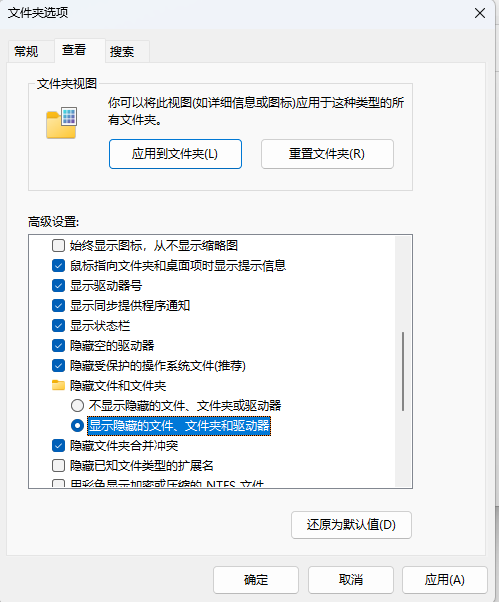 文件夹选项
常规
查看
搜索
文件夹视图
你可以将此视图(如详细信息或图标)应用于这种类型的所
有文件夹。
应用到文件夹(L)
重置文件夹(R)
高级设置:
始终显示图标，从不显示缩略图
鼠标指向文件夹和桌面项时显示提示信息
显示驱动器号
显示同步提供程序通知
显示状态栏
隐藏空的驱动器
隐藏受保护的操作系统文件(推荐)
隐藏文件和文件夹
不显示隐藏的文件、文件夹或驱动器
显示隐藏的文件、文件夹和驱动器
隐藏文件夹合并冲突
隐藏已知文件类型的扩展名
用彩色显示加密或压缩的 NTFS 文件
还原为默认值(D)
确定
取消
应用(A)